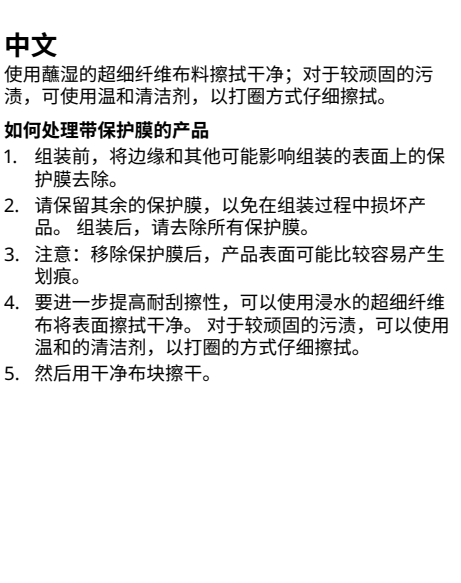 中文
使用蘸湿的超细纤维布料擦拭干净；对于较顽固的污
渍，可使用温和清洁剂，以打圈方式仔细擦拭。
如何处理带保护膜的产品
1. 组装前，将边缘和其他可能影响组装的表面上的保
护膜去除。
2. 请保留其余的保护膜，以免在组装过程中损坏产
品。 组装后，请去除所有保护膜。
3. 注意：移除保护膜后，产品表面可能比较容易产生
划痕。
4. 要进一步提高耐刮擦性，可以使用浸水的超细纤维
布将表面擦拭干净。 对于较顽固的污渍，可以使用
温和的清洁剂，以打圈的方式仔细擦拭。
5. 然后用干净布块擦干。